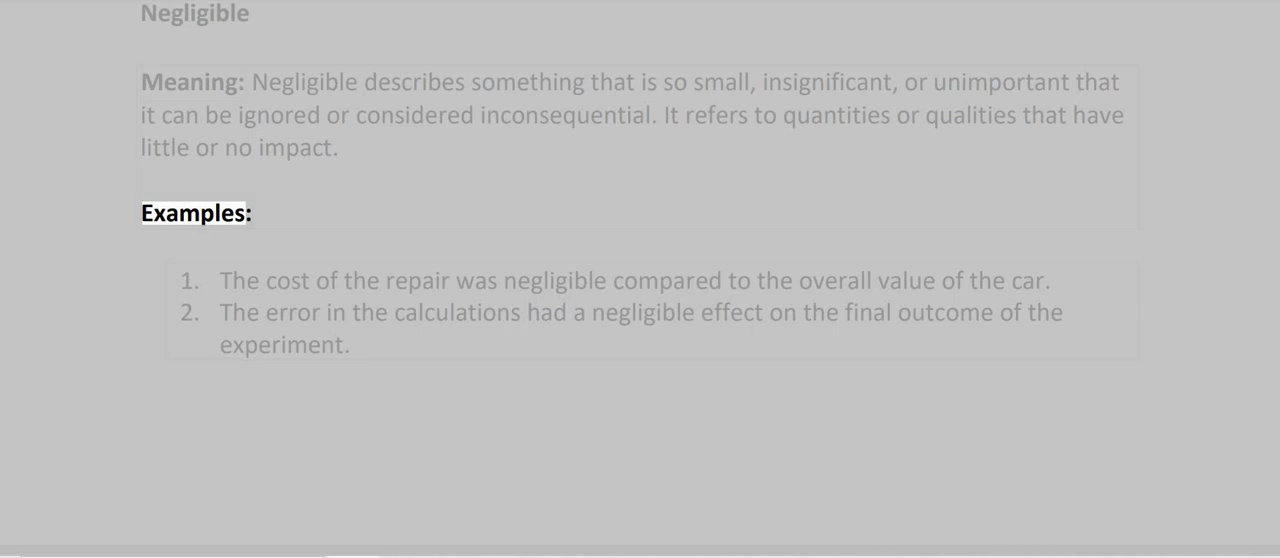 Negligible
Meaning: Negligible describes something that is so small, insignificant, or unimportant that
it can be ignored or considered inconsequential. It refers to quantities or qualities that have
little or no impact.
Examples:
1. The cost of the repair was negligible compared to the overall value of the car.
2. The error in the calculations had a negligible effect on the final outcome of the
experiment.